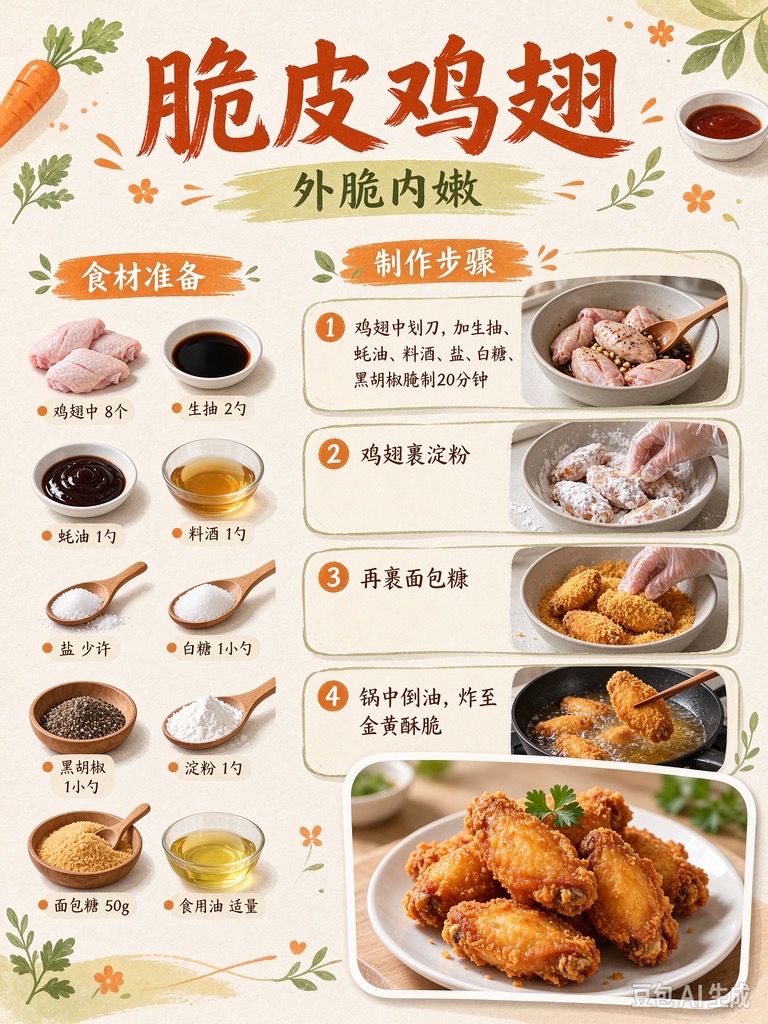 脆皮鸡翅
外脆内嫩
食材准备
鸡翅中 8个
生抽 2勺
蚝油 1勺
料酒 1勺
盐 少许
白糖 1小勺
黑胡椒
1小勺
淀粉 1勺
面包糖 50g
食用油 适量
制作步骤
1
鸡翅中划刀, 加生抽、
蚝油、料酒、盐、白糖、
黑胡椒腌制20分钟
2
鸡翅裹淀粉
3
再裹面包糠
4
锅中倒油, 炸至
金黄酥脆
豆包AI生成